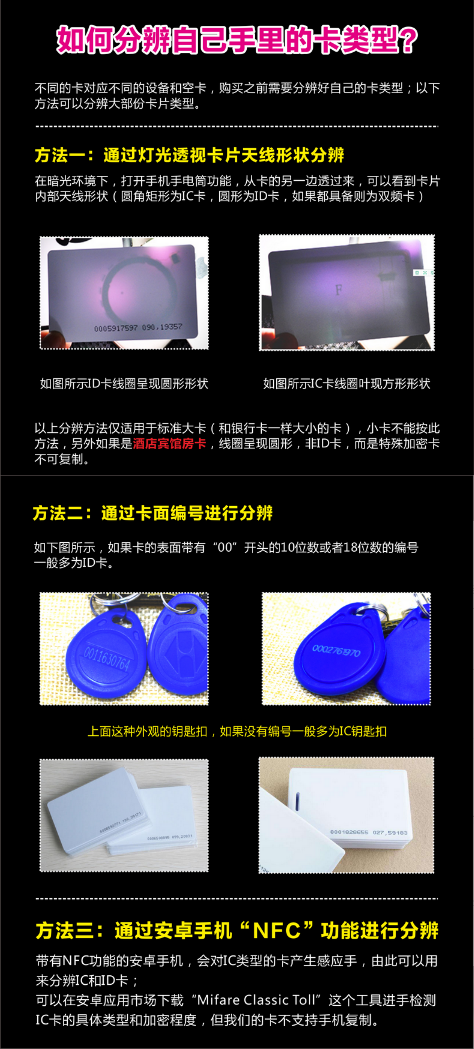 如何分辨自己手里的卡类型?
不同的卡对应不同的设备和空卡，购买之前需要分辨好自己的卡类型；以下
方法可以分辨大部份卡片类型。
方法一：通过灯光透视卡片天线形状分辨
在暗光环境下，打开手机手电筒功能，从卡的另一边透过来，可以看到卡片
内部天线形状（圆角矩形为IC卡，圆形为ID卡，如果都具备则为双频卡）
0005917597 090,19357
F
如图所示ID卡线圈呈现圆形形状
如图所示IC卡线圈叶现方形形状
以上分辨方法仅适用于标准大卡（和银行卡一样大小的卡），小卡不能按此
方法，另外如果是酒店宾馆房卡，线圈呈现圆形，非ID卡，而是特殊加密卡
不可复制。
方法二：通过卡面编号进行分辨
如下图所示，如果卡的表面带有“00”开头的10位数或者18位数的编号
一般多为ID卡。
0011630764
0002761970
上面这种外观的钥匙扣，如果没有编号一般多为IC钥匙扣
方法三：通过安卓手机“NFC”功能进行分辨
带有NFC功能的安卓手机，会对IC类型的卡产生感应手，由此可以用
来分辨IC和ID卡；
可以在安卓应用市场下载“Mifare Classic Toll”这个工具进手检测
IC卡的具体类型和加密程度，但我们的卡不支持手机复制。